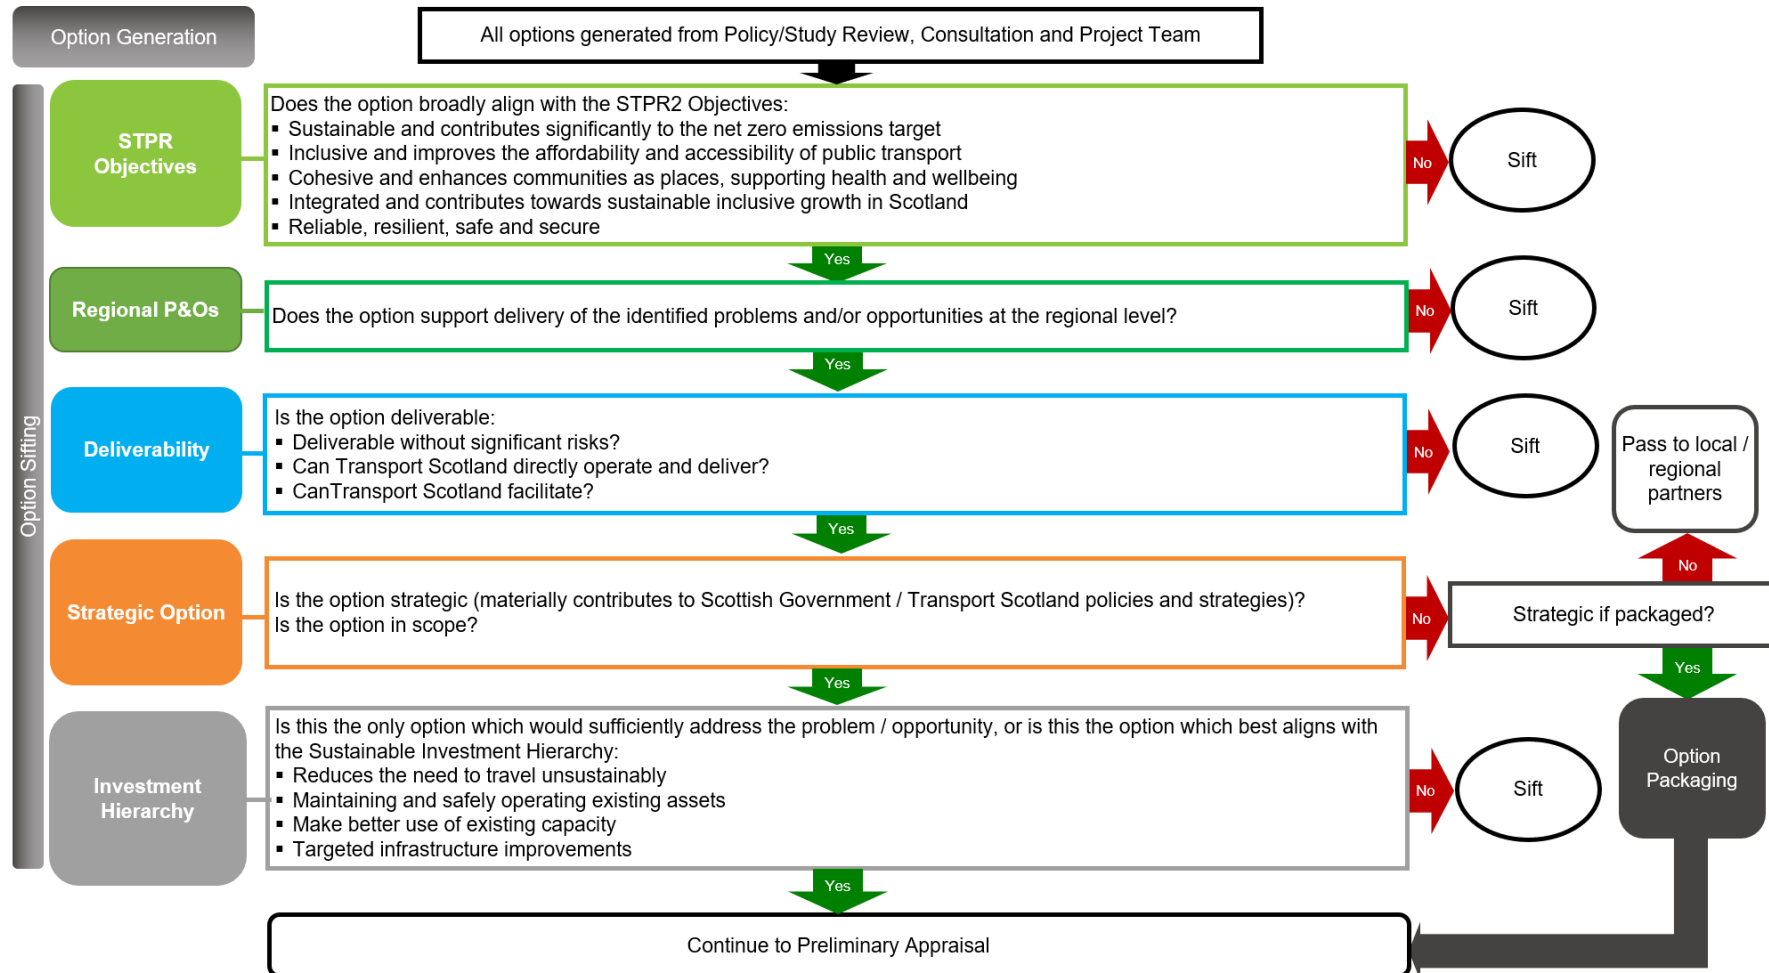 Option Generation
All options generated from Policy/Study Review, Consultation and Project Team
Option Sifting
STPR
Objectives
Does the option broadly align with the STPR2 Objectives:
▪ Sustainable and contributes significantly to the net zero emissions target
▪ Inclusive and improves the affordability and accessibility of public transport
▪ Cohesive and enhances communities as places, supporting health and wellbeing
▪ Integrated and contributes towards sustainable inclusive growth in Scotland
▪ Reliable, resilient, safe and secure
No
Sift
Yes
Regional P&Os
Does the option support delivery of the identified problems and/or opportunities at the regional level?
No
Sift
Yes
Deliverability
Is the option deliverable:
▪ Deliverable without significant risks?
▪ Can Transport Scotland directly operate and deliver?
▪ CanTransport Scotland facilitate?
No
Sift
Yes
Pass to local /
regional
partners
No
Strategic Option
Is the option strategic (materially contributes to Scottish Government / Transport Scotland policies and strategies)?
Is the option in scope?
No
Strategic if packaged?
Yes
Yes
Option
Packaging
Investment
Hierarchy
Is this the only option which would sufficiently address the problem / opportunity, or is this the option which best aligns with
the Sustainable Investment Hierarchy:
▪ Reduces the need to travel unsustainably
▪ Maintaining and safely operating existing assets
▪ Make better use of existing capacity
▪ Targeted infrastructure improvements
No
Sift
Yes
Continue to Preliminary Appraisal